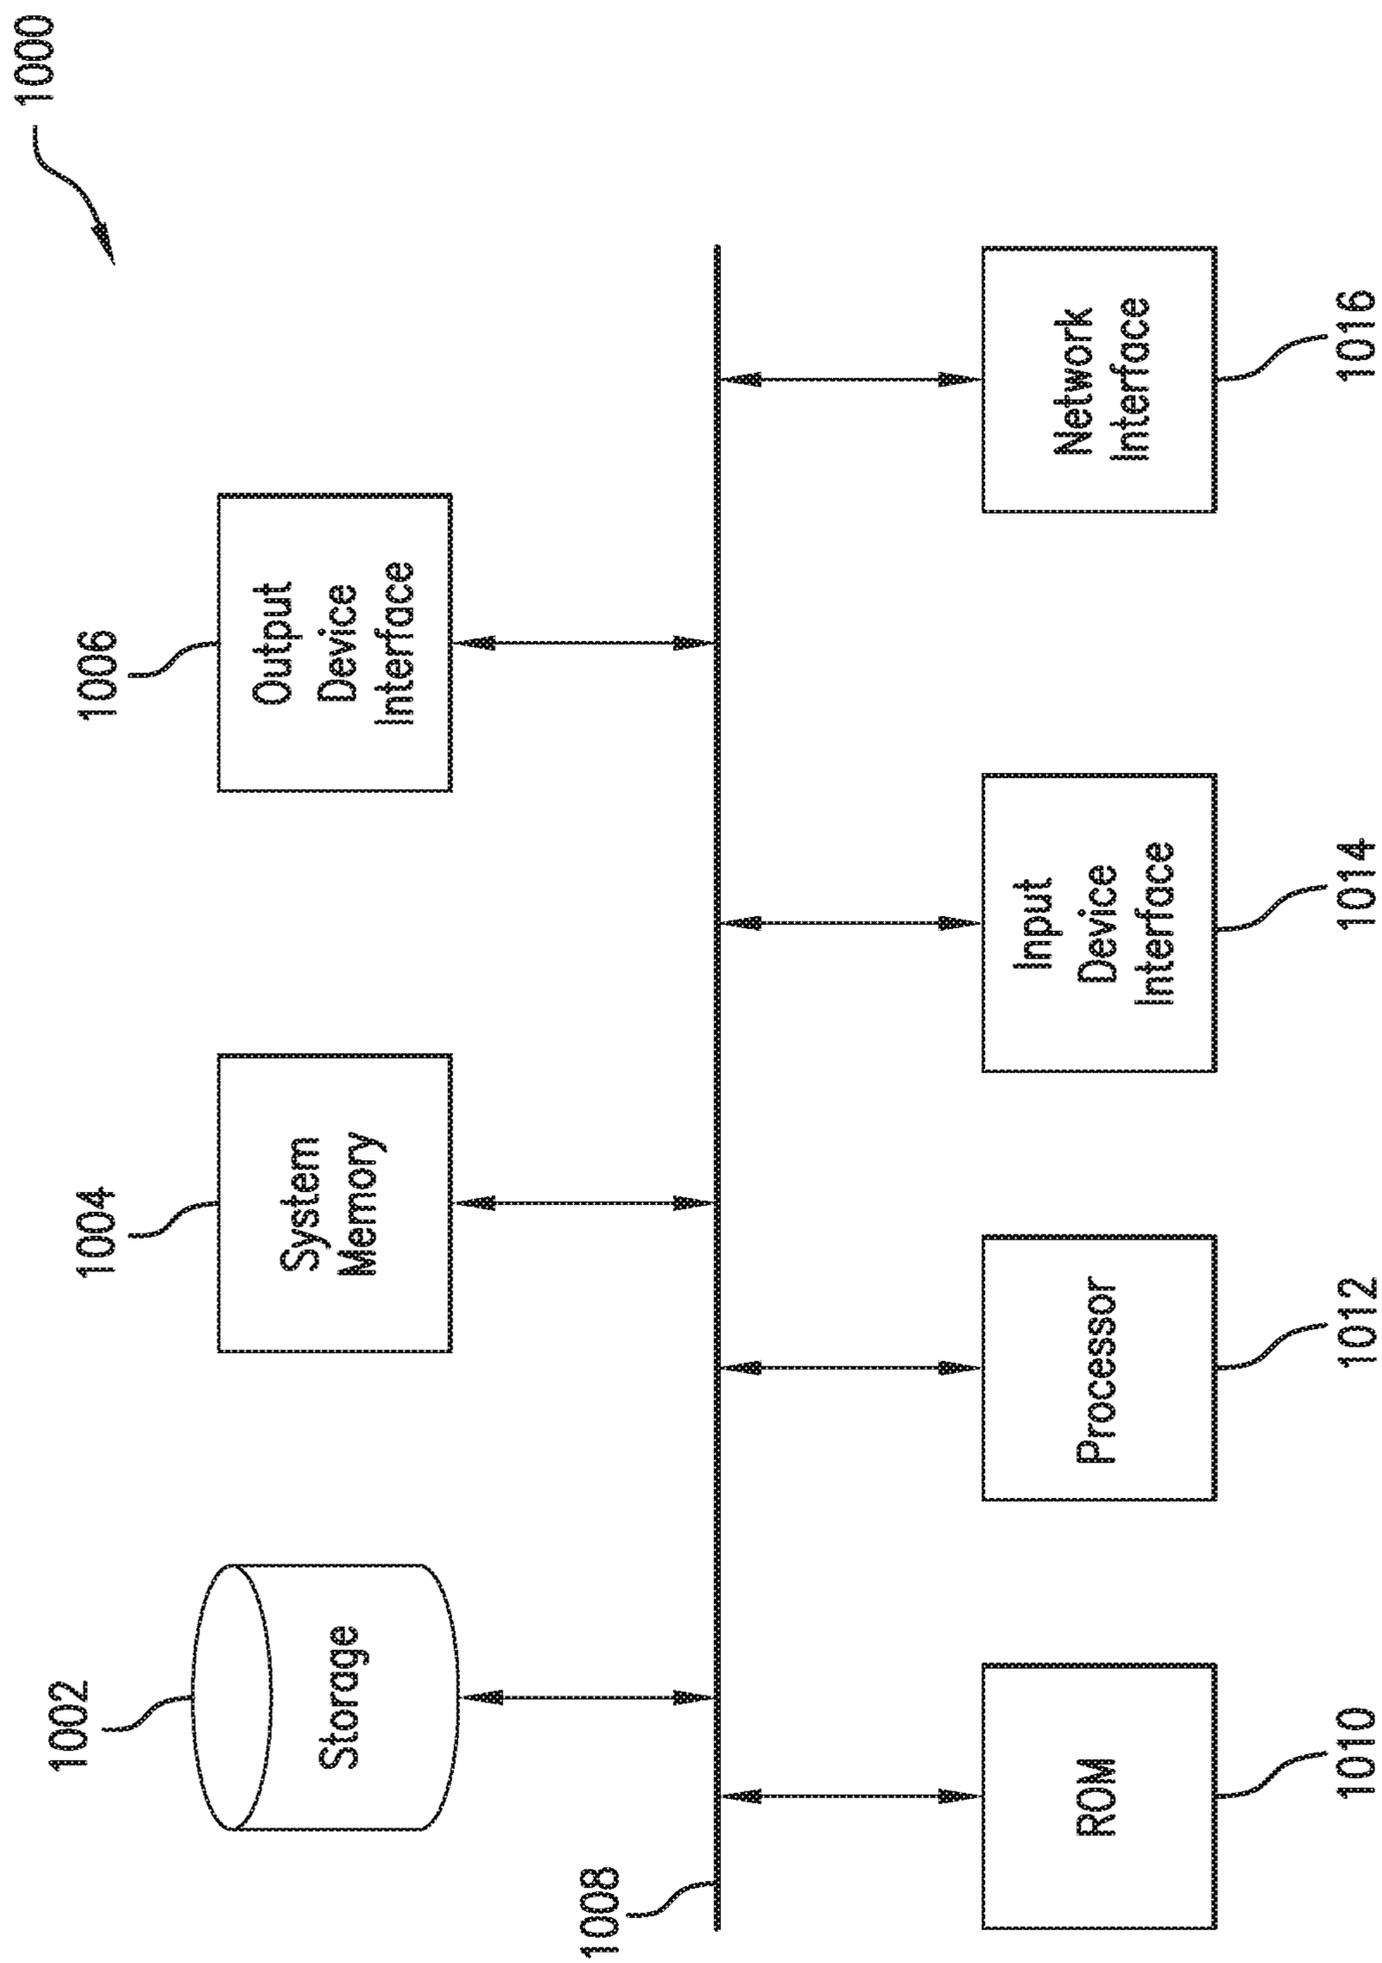 1000
1002
1004
1006
Storage
System
Memory
Output
Device
Interface
1008
ROM
Processor
Input
Device
Interface
Network
Interface
1010
1012
1014
1016